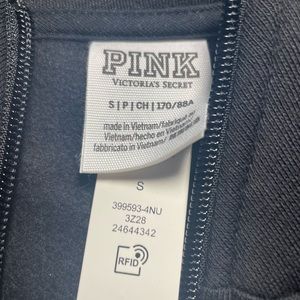 PINK
VICTORIA'S SECRET
S | P | CH | 170/88A
made in Vietnam/fabriqué au
Vietnam/hecho en Vietnam/
fabbricato in Vietnam/
S
399593-4NU
3Z28
24644342
RFID